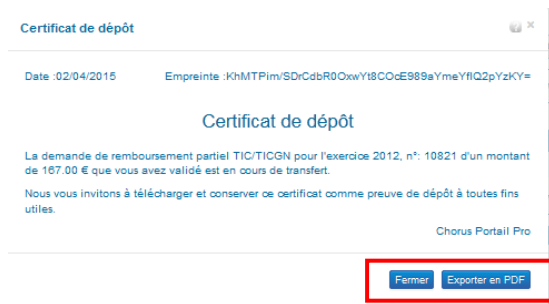 Certificat de dépôt
Date :02/04/2015 Empreinte :KhMTPim/SDrCdbR0OxwYt8COcE989aYmeYflQ2pYzKY=
Certificat de dépôt
La demande de remboursement partiel TIC/TICGN pour l'exercice 2012, n°: 10821 d'un montant
de 167.00 € que vous avez validé est en cours de transfert.
Nous vous invitons à télécharger et conserver ce certificat comme preuve de dépôt à toutes fins
utiles.
Chorus Portail Pro
Fermer Exporter en PDF